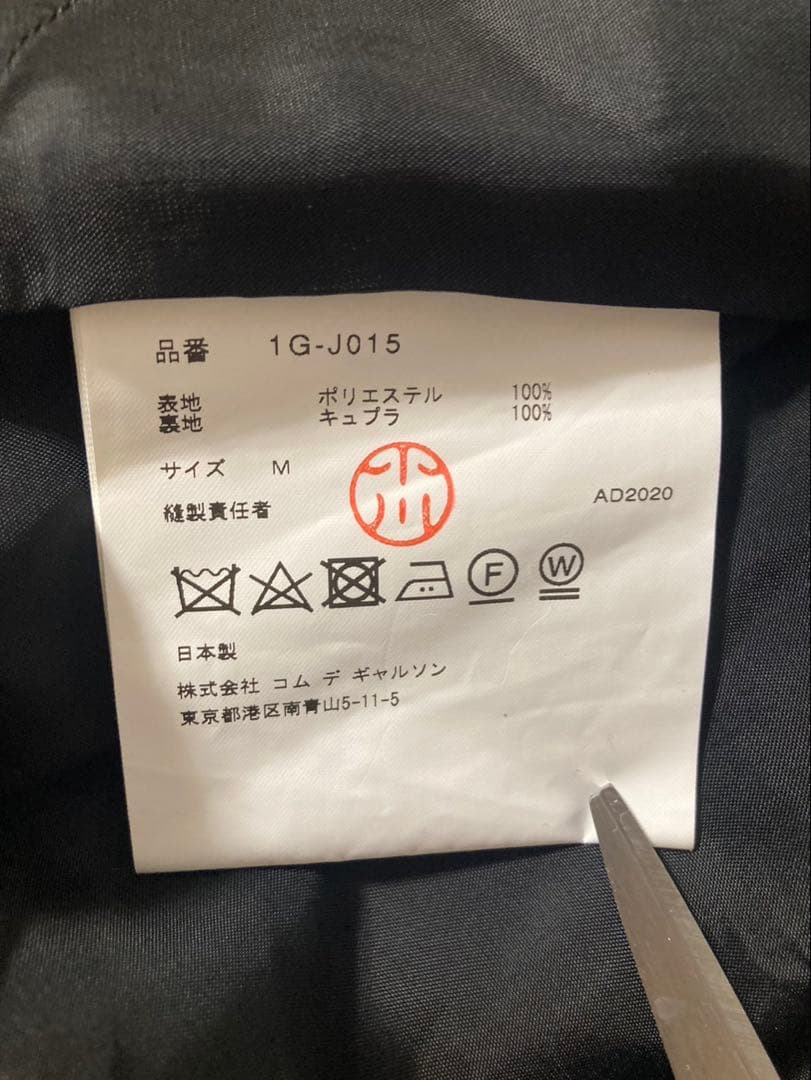 品番 1G-J015
表地 ポリエステル 100%
裏地 キュプラ 100%
サイズ M
縫製責任者
AD2020
F W
日本製
株式会社 コム デ ギャルソン
東京都港区南青山5-11-5